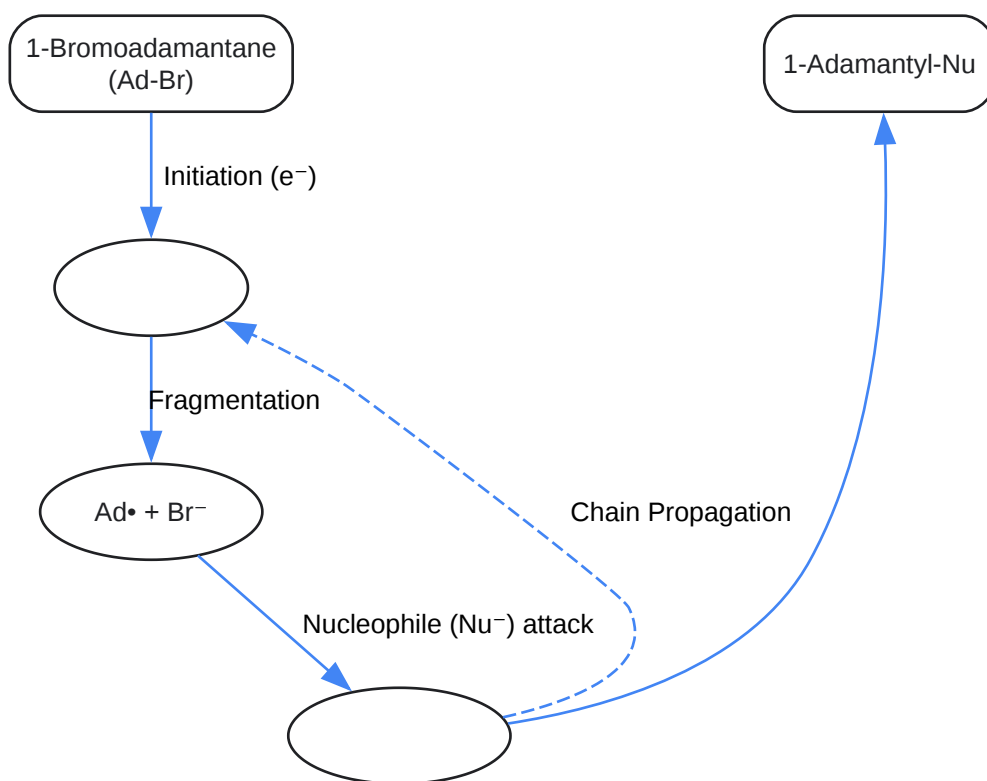 1-Bromoadamantane
(Ad-Br)
1-Adamantyl-Nu
Initiation (e⁻)
Fragmentation
Ad• + Br⁻
Chain Propagation
Nucleophile (Nu⁻) attack